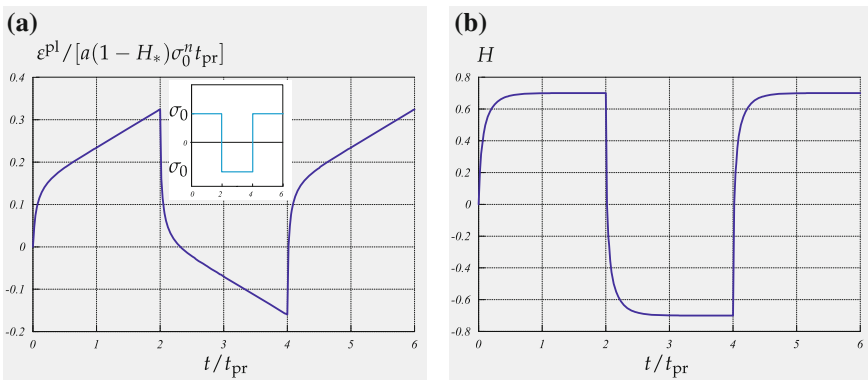 (a)
ε^pl/[a(1 − H_*)σ_0^n t_pr]
0.4
0.3
0.2
0.1
0
-0.1
-0.2
0 1 2 3 4 5 6
t/t_pr
σ_0
0
σ_0
0 2 4 6
(b)
H
0.8
0.6
0.4
0.2
0
-0.2
-0.4
-0.6
-0.8
0 1 2 3 4 5 6
t/t_pr